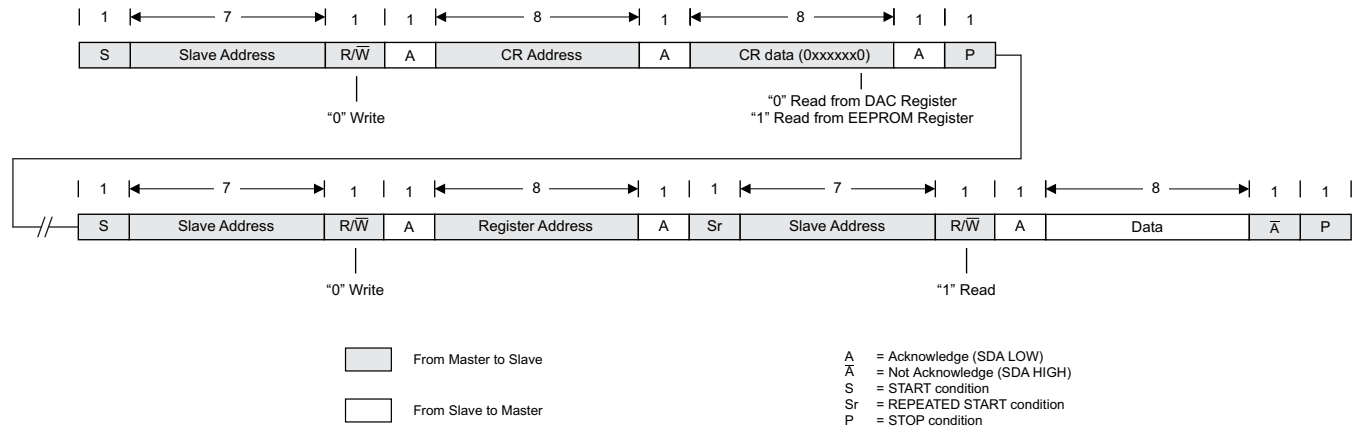 1 7 1 1 8 1 8 1 1
S Slave Address R/W̅ A CR Address A CR data (0xxxxxx0) A P
"0" Write
"0" Read from DAC Register
"1" Read from EEPROM Register
1 7 1 1 8 1 1 7 1 1 8 1 1
S Slave Address R/W̅ A Register Address A Sr Slave Address R/W̅ A Data A̅ P
"0" Write
"1" Read
From Master to Slave
From Slave to Master
A = Acknowledge (SDA LOW)
A̅ = Not Acknowledge (SDA HIGH)
S = START condition
Sr = REPEATED START condition
P = STOP condition